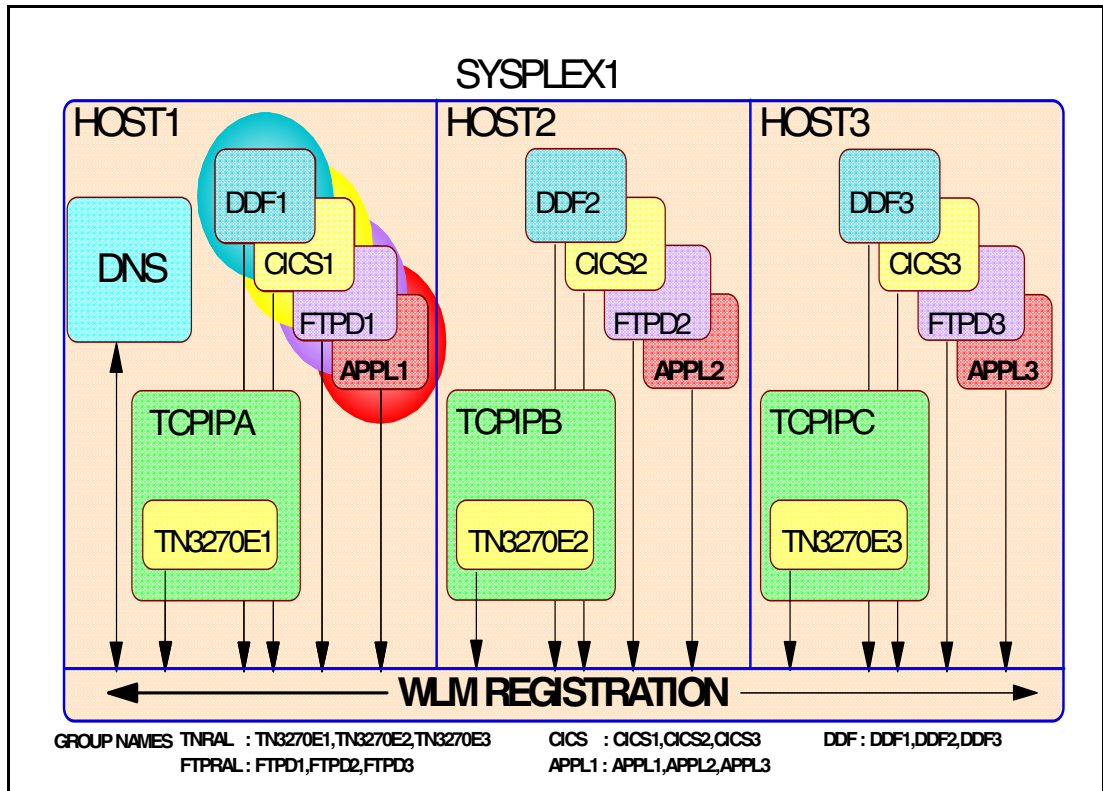 SYSPLEX1
HOST1
HOST2
HOST3
DDF1
DDF2
DDF3
DNS
CICS1
CICS2
CICS3
FTPD1
FTPD2
FTPD3
APPL1
APPL2
APPL3
TCPIPA
TCPIPB
TCPIPC
TN3270E1
TN3270E2
TN3270E3
WLM REGISTRATION
GROUP NAMES TNRAL : TN3270E1,TN3270E2,TN3270E3 CICS : CICS1,CICS2,CICS3 DDF : DDF1,DDF2,DDF3
FTPRAL : FTPD1,FTPD2,FTPD3 APPL1 : APPL1,APPL2,APPL3